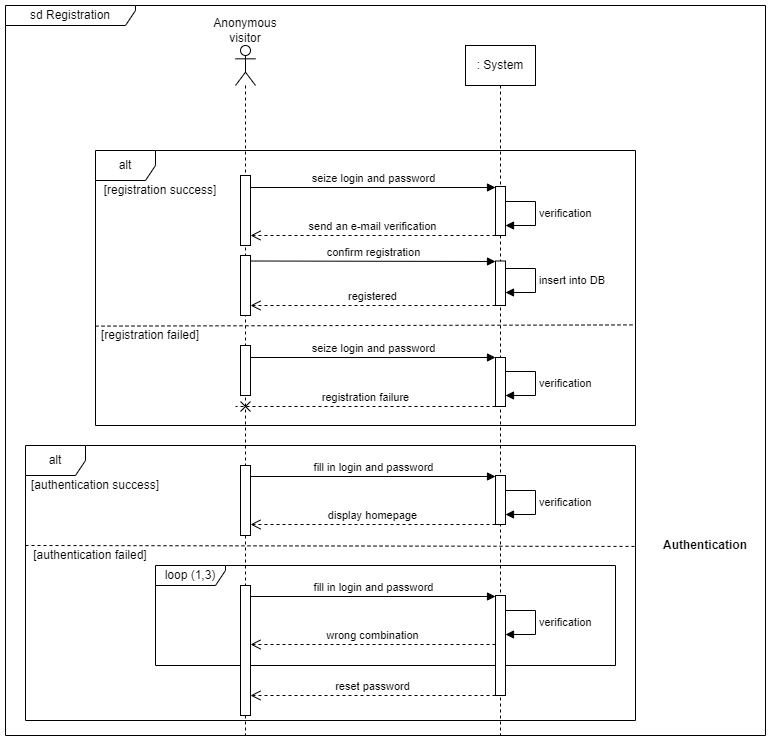 sd Registration
Anonymous
visitor
: System
alt
[registration success]
seize login and password
verification
send an e-mail verification
confirm registration
insert into DB
registered
[registration failed]
seize login and password
verification
registration failure
alt
[authentication success]
fill in login and password
verification
display homepage
Authentication
[authentication failed]
loop (1,3)
fill in login and password
verification
wrong combination
reset password